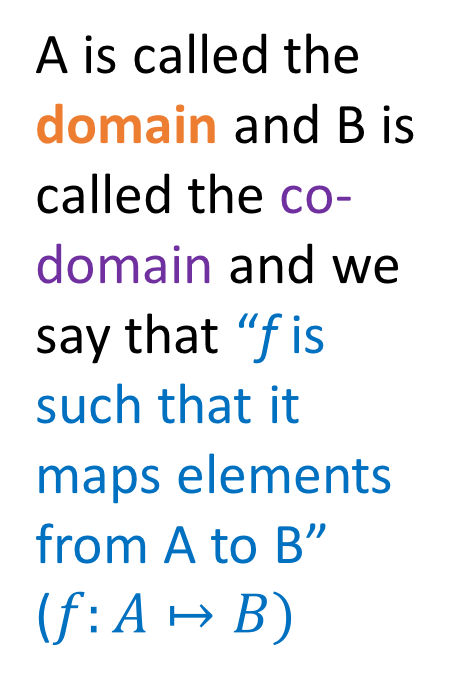 A is called the
domain and B is
called the co-
domain and we
say that “f is
such that it
maps elements
from A to B”
(f: A ↦ B)